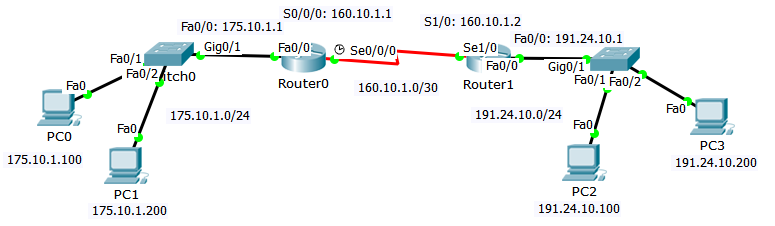 S0/0/0: 160.10.1.1
S1/0: 160.10.1.2
Fa0/0: 175.10.1.1
Fa0/0: 191.24.10.1
Gig0/1
Fa0/0
Se0/0/0
Se1/0
Fa0/1
Fa0/2
itch0
Router0
Router1
Fa0/0
Gig0/1
Fa0/1
Fa0/2
160.10.1.0/30
Fa0
175.10.1.0/24
191.24.10.0/24
Fa0
PC0
175.10.1.100
Fa0
PC1
175.10.1.200
Fa0
PC3
191.24.10.200
PC2
191.24.10.100